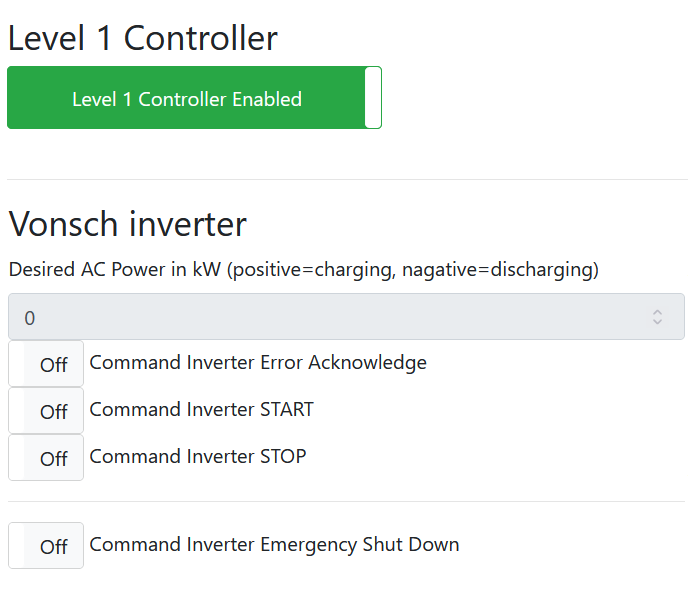 Level 1 Controller
Level 1 Controller Enabled
Vonsch inverter
Desired AC Power in kW (positive=charging, nagative=discharging)
0
Off Command Inverter Error Acknowledge
Off Command Inverter START
Off Command Inverter STOP
Off Command Inverter Emergency Shut Down